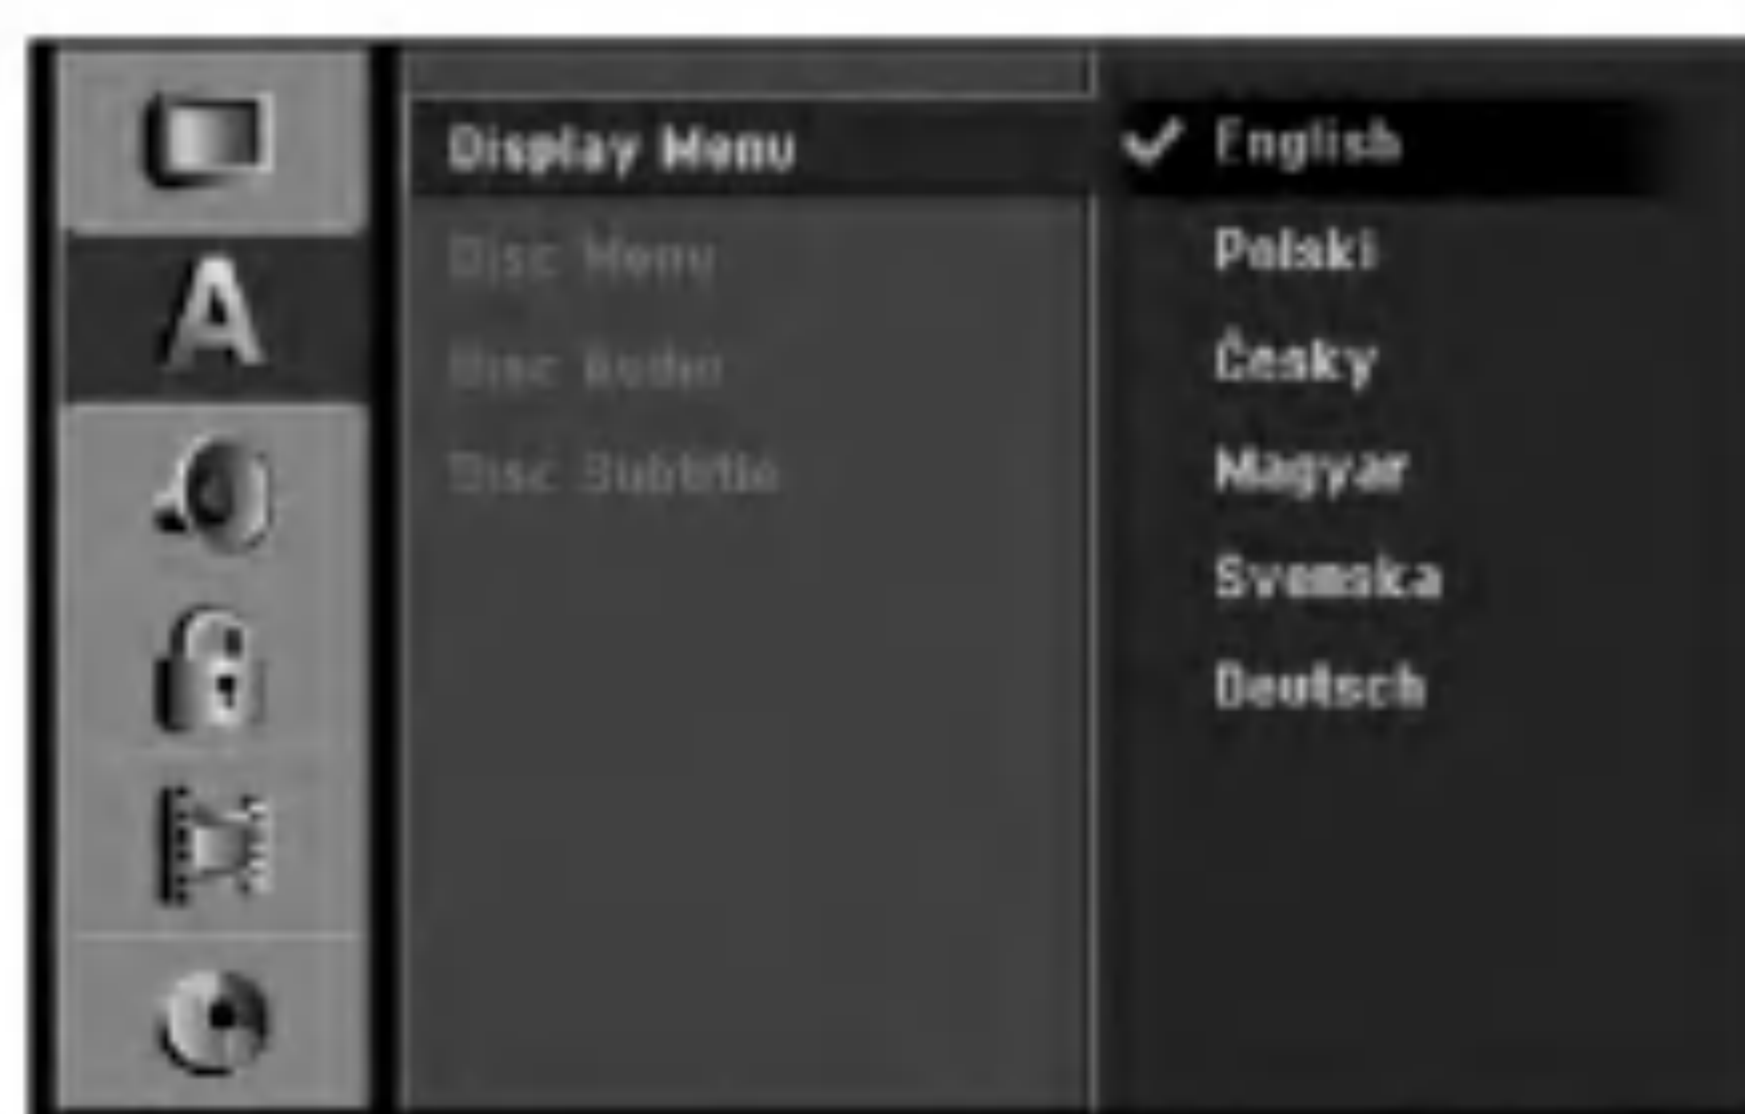 A
Display Menu
Disc Menu
Disc Audio
Disc Subtitle
English
Polski
Česky
Magyar
Svenska
Deutsch